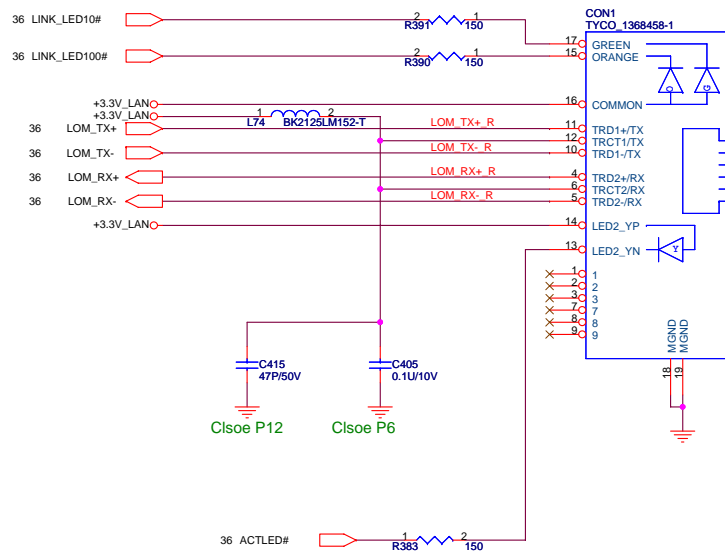 CON1
TYCO_1368458-1
36 LINK_LED10# 2 R391 1 150 17 GREEN
36 LINK_LED100# 2 R390 1 150 15 ORANGE
O G
+3.3V_LAN 16 COMMON
+3.3V_LAN 1 L74 2 BK2125LM152-T
36 LOM_TX+ LOM_TX+_R 11 TRD1+/TX
12 TRCT1/TX
36 LOM_TX- LOM_TX-_R 10 TRD1-/TX
36 LOM_RX+ LOM_RX+_R 4 TRD2+/RX
6 TRCT2/RX
36 LOM_RX- LOM_RX-_R 5 TRD2-/RX
+3.3V_LAN 14 LED2_YP
13 LED2_YN Y
1 1
2 2
3 3
7 7
8 8
9 9
MGND MGND
18 19
C415 C405
47P/50V 0.1U/10V
Clsoe P12 Clsoe P6
36 ACTLED# 1 R383 2 150